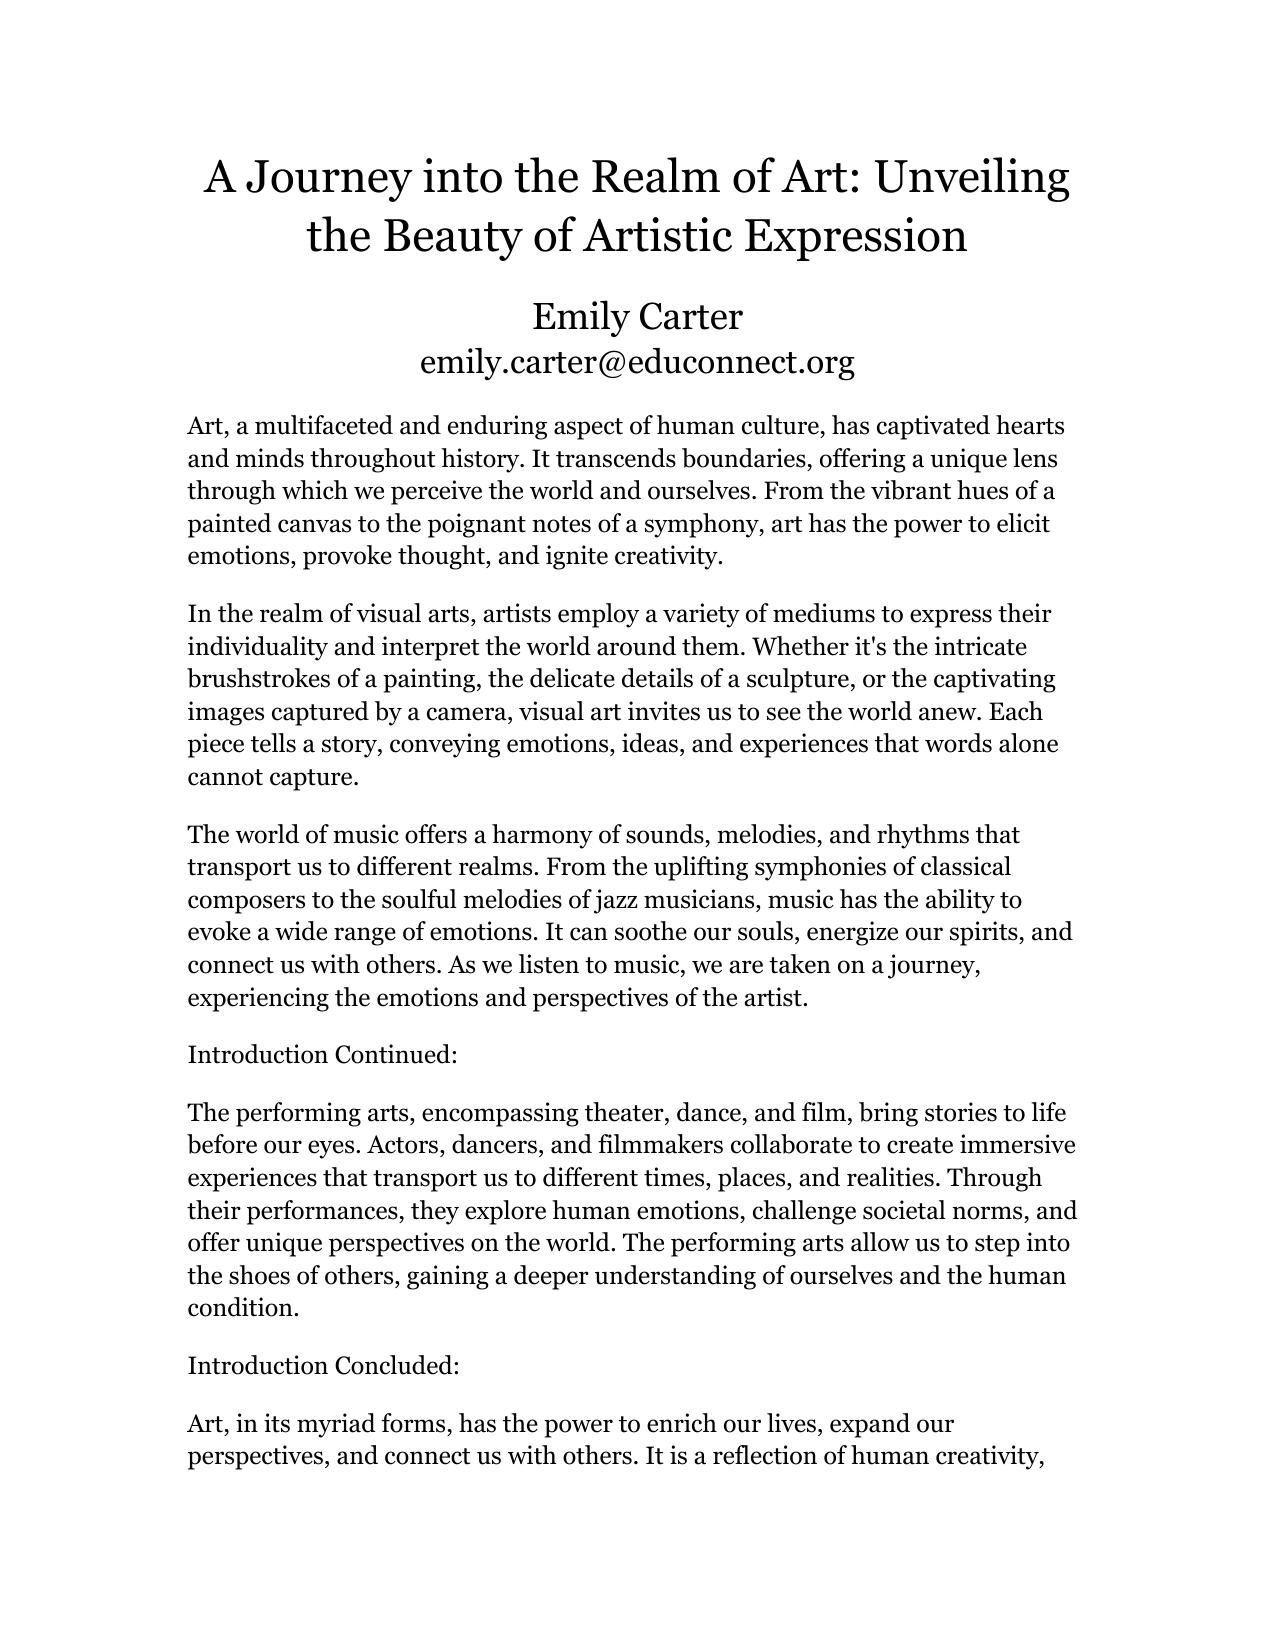 A Journey into the Realm of Art: Unveiling
the Beauty of Artistic Expression
Emily Carter
emily.carter@educonnect.org
Art, a multifaceted and enduring aspect of human culture, has captivated hearts
and minds throughout history. It transcends boundaries, offering a unique lens
through which we perceive the world and ourselves. From the vibrant hues of a
painted canvas to the poignant notes of a symphony, art has the power to elicit
emotions, provoke thought, and ignite creativity.
In the realm of visual arts, artists employ a variety of mediums to express their
individuality and interpret the world around them. Whether it's the intricate
brushstrokes of a painting, the delicate details of a sculpture, or the captivating
images captured by a camera, visual art invites us to see the world anew. Each
piece tells a story, conveying emotions, ideas, and experiences that words alone
cannot capture.
The world of music offers a harmony of sounds, melodies, and rhythms that
transport us to different realms. From the uplifting symphonies of classical
composers to the soulful melodies of jazz musicians, music has the ability to
evoke a wide range of emotions. It can soothe our souls, energize our spirits, and
connect us with others. As we listen to music, we are taken on a journey,
experiencing the emotions and perspectives of the artist.
Introduction Continued:
The performing arts, encompassing theater, dance, and film, bring stories to life
before our eyes. Actors, dancers, and filmmakers collaborate to create immersive
experiences that transport us to different times, places, and realities. Through
their performances, they explore human emotions, challenge societal norms, and
offer unique perspectives on the world. The performing arts allow us to step into
the shoes of others, gaining a deeper understanding of ourselves and the human
condition.
Introduction Concluded:
Art, in its myriad forms, has the power to enrich our lives, expand our
perspectives, and connect us with others. It is a reflection of human creativity,